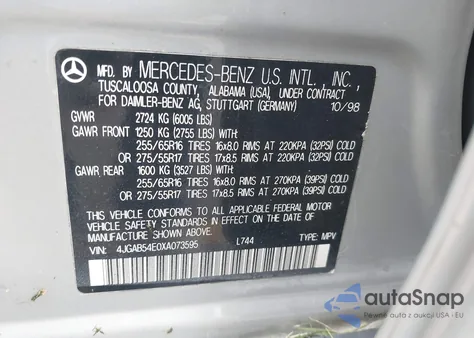 MFD. BY MERCEDES-BENZ U.S. INTL., INC.,
TUSCALOOSA COUNTY, ALABAMA (USA), UNDER CONTRACT
FOR DAIMLER-BENZ AG, STUTTGART (GERMANY) 10/98
GVWR 2724 KG (6005 LBS)
GAWR FRONT 1250 KG (2755 LBS) WITH
255/65R16 TIRES 16x8.0 RIMS AT 220KPA (32PSI) COLD
OR 275/55R17 TIRES 17x8.5 RIMS AT 220KPA (32PSI) COLD
GAWR, REAR 1600 KG (3527 LBS) WITH
255/65R16 TIRES 16x8.0 RIMS AT 270KPA (39PSI) COLD
OR 275/55R17 TIRES 17x8.5 RIMS AT 270KPA (39PSI) COLD
THIS VEHICLE CONFORMS TO ALL APPLICABLE FEDERAL MOTOR
VEHICLE SAFETY STANDARDS IN EFFECT ON THE DATE OF
MANUFACTURE SHOWN ABOVE. L744
VIN: 4JGAB54E0XA073595 TYPE: MPV
autoSnap
Used auto from USA - EU